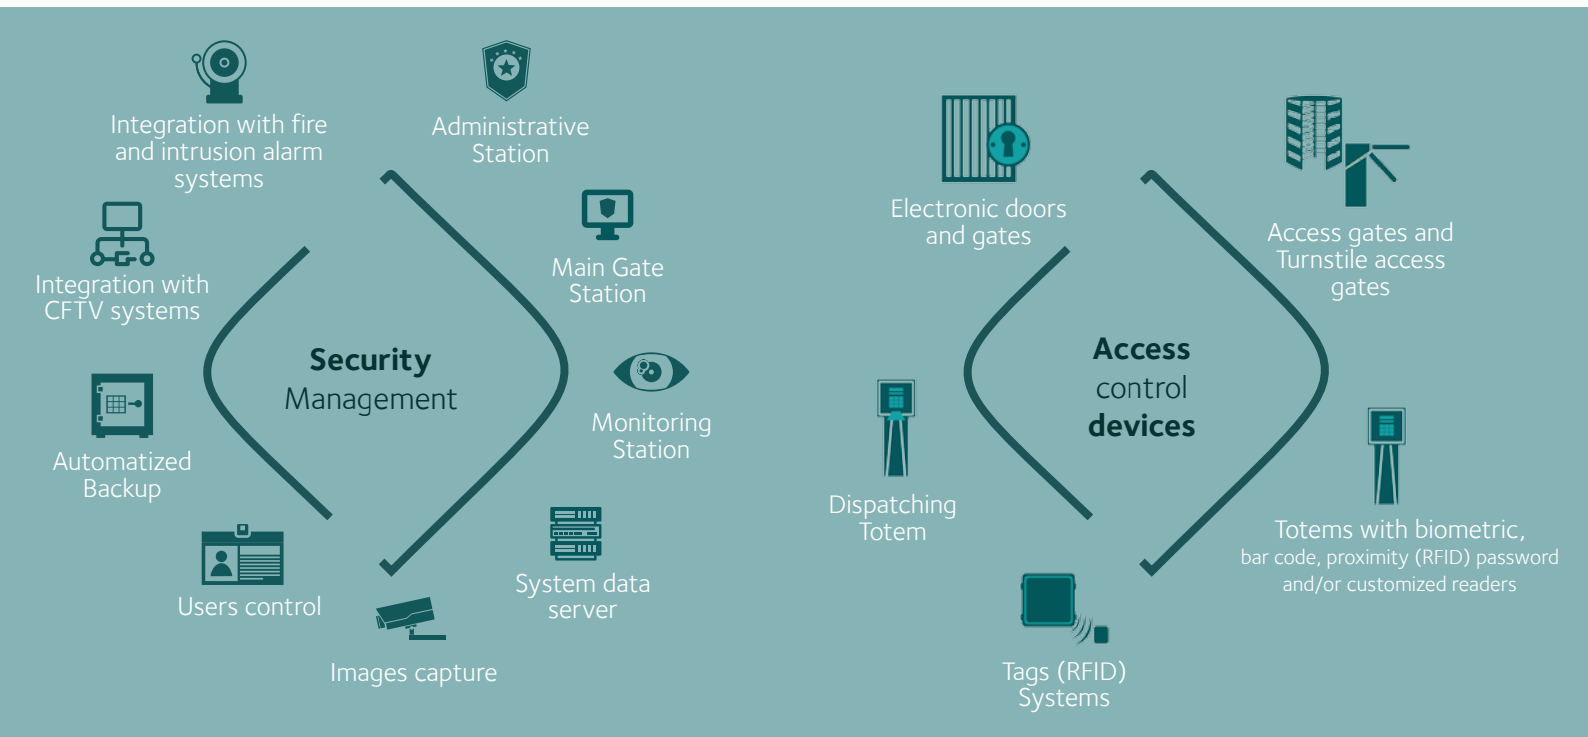 Integration with fire
and intrusion alarm
systems
Administrative
Station
Integration with
CFTV systems
Main Gate
Station
Security
Management
Automatized
Backup
Monitoring
Station
Users control
System data
server
Images capture
Electronic doors
and gates
Access gates and
Turnstile access
gates
Access
control
devices
Dispatching
Totem
Totems with biometric,
bar code, proximity (RFID) password
and/or customized readers
Tags (RFID)
Systems